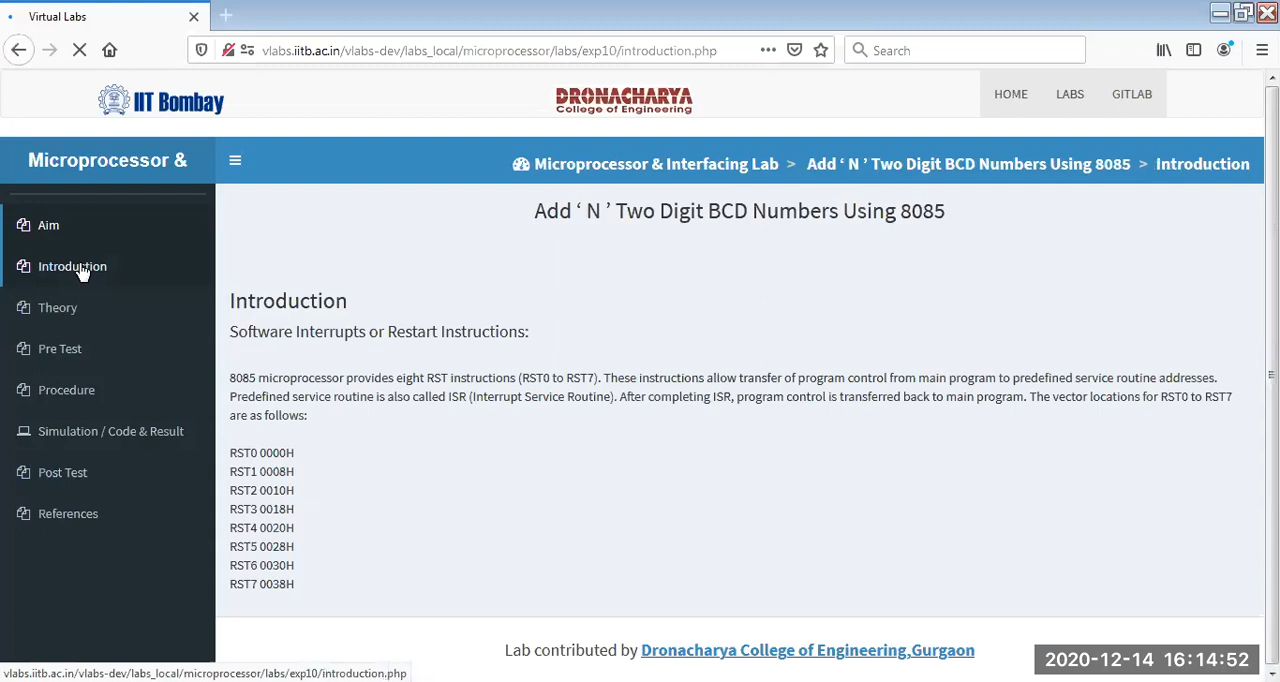 Virtual Labs
vlabs.iitb.ac.in/vlabs-dev/labs_local/microprocessor/labs/exp10/introduction.php
Search
IIT Bombay
DRONACHARYA
College of Engineering
HOME LABS GITLAB
Microprocessor &
Microprocessor & Interfacing Lab > Add ‘ N ’ Two Digit BCD Numbers Using 8085 > Introduction
Aim
Introduction
Theory
Pre Test
Procedure
Simulation / Code & Result
Post Test
References
Add ‘ N ’ Two Digit BCD Numbers Using 8085
Introduction
Software Interrupts or Restart Instructions:
8085 microprocessor provides eight RST instructions (RST0 to RST7). These instructions allow transfer of program control from main program to predefined service routine addresses.
Predefined service routine is also called ISR (Interrupt Service Routine). After completing ISR, program control is transferred back to main program. The vector locations for RST0 to RST7
are as follows:
RST0 0000H
RST1 0008H
RST2 0010H
RST3 0018H
RST4 0020H
RST5 0028H
RST6 0030H
RST7 0038H
Lab contributed by Dronacharya College of Engineering,Gurgaon
2020-12-14 16:14:52
vlabs.iitb.ac.in/vlabs-dev/labs_local/microprocessor/labs/exp10/introduction.php